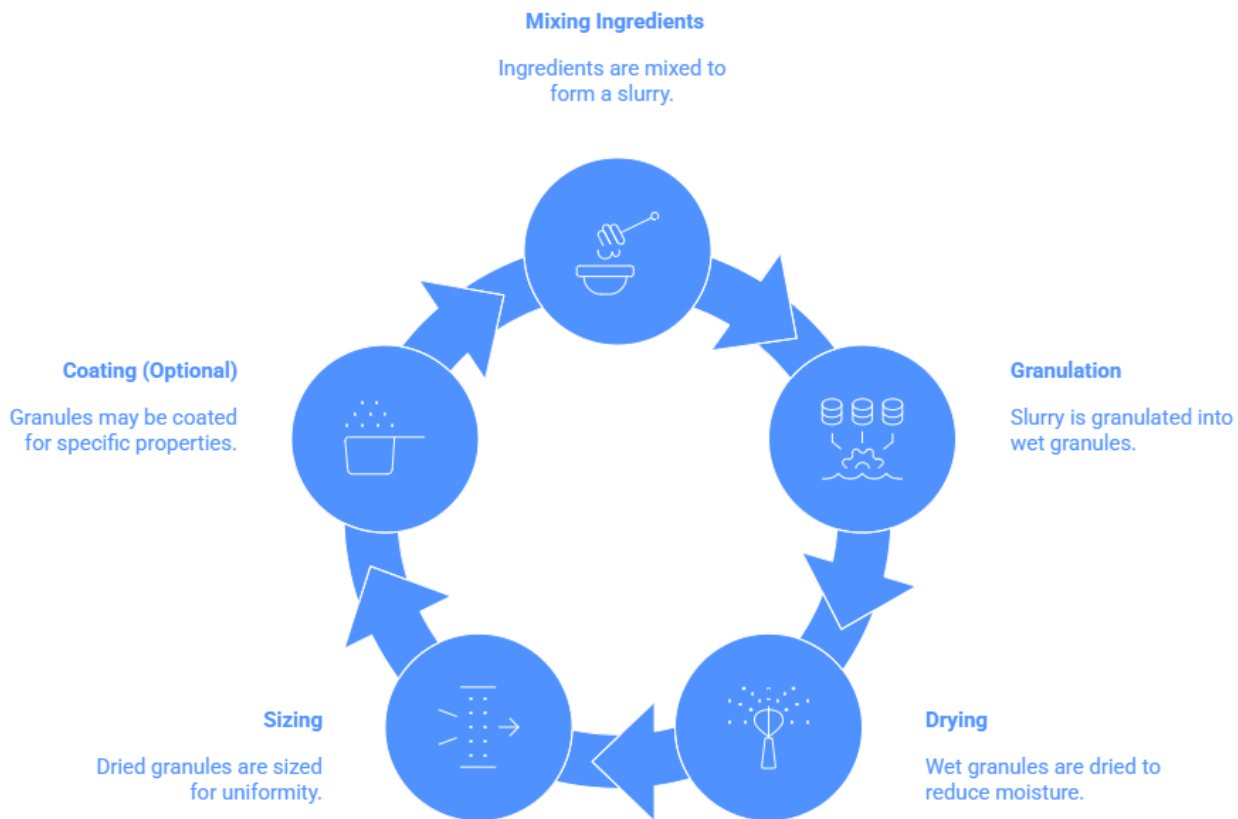 Mixing Ingredients
Ingredients are mixed to
form a slurry.
Coating (Optional)
Granules may be coated
for specific properties.
Granulation
Slurry is granulated into
wet granules.
Sizing
Dried granules are sized
for uniformity.
Drying
Wet granules are dried to
reduce moisture.